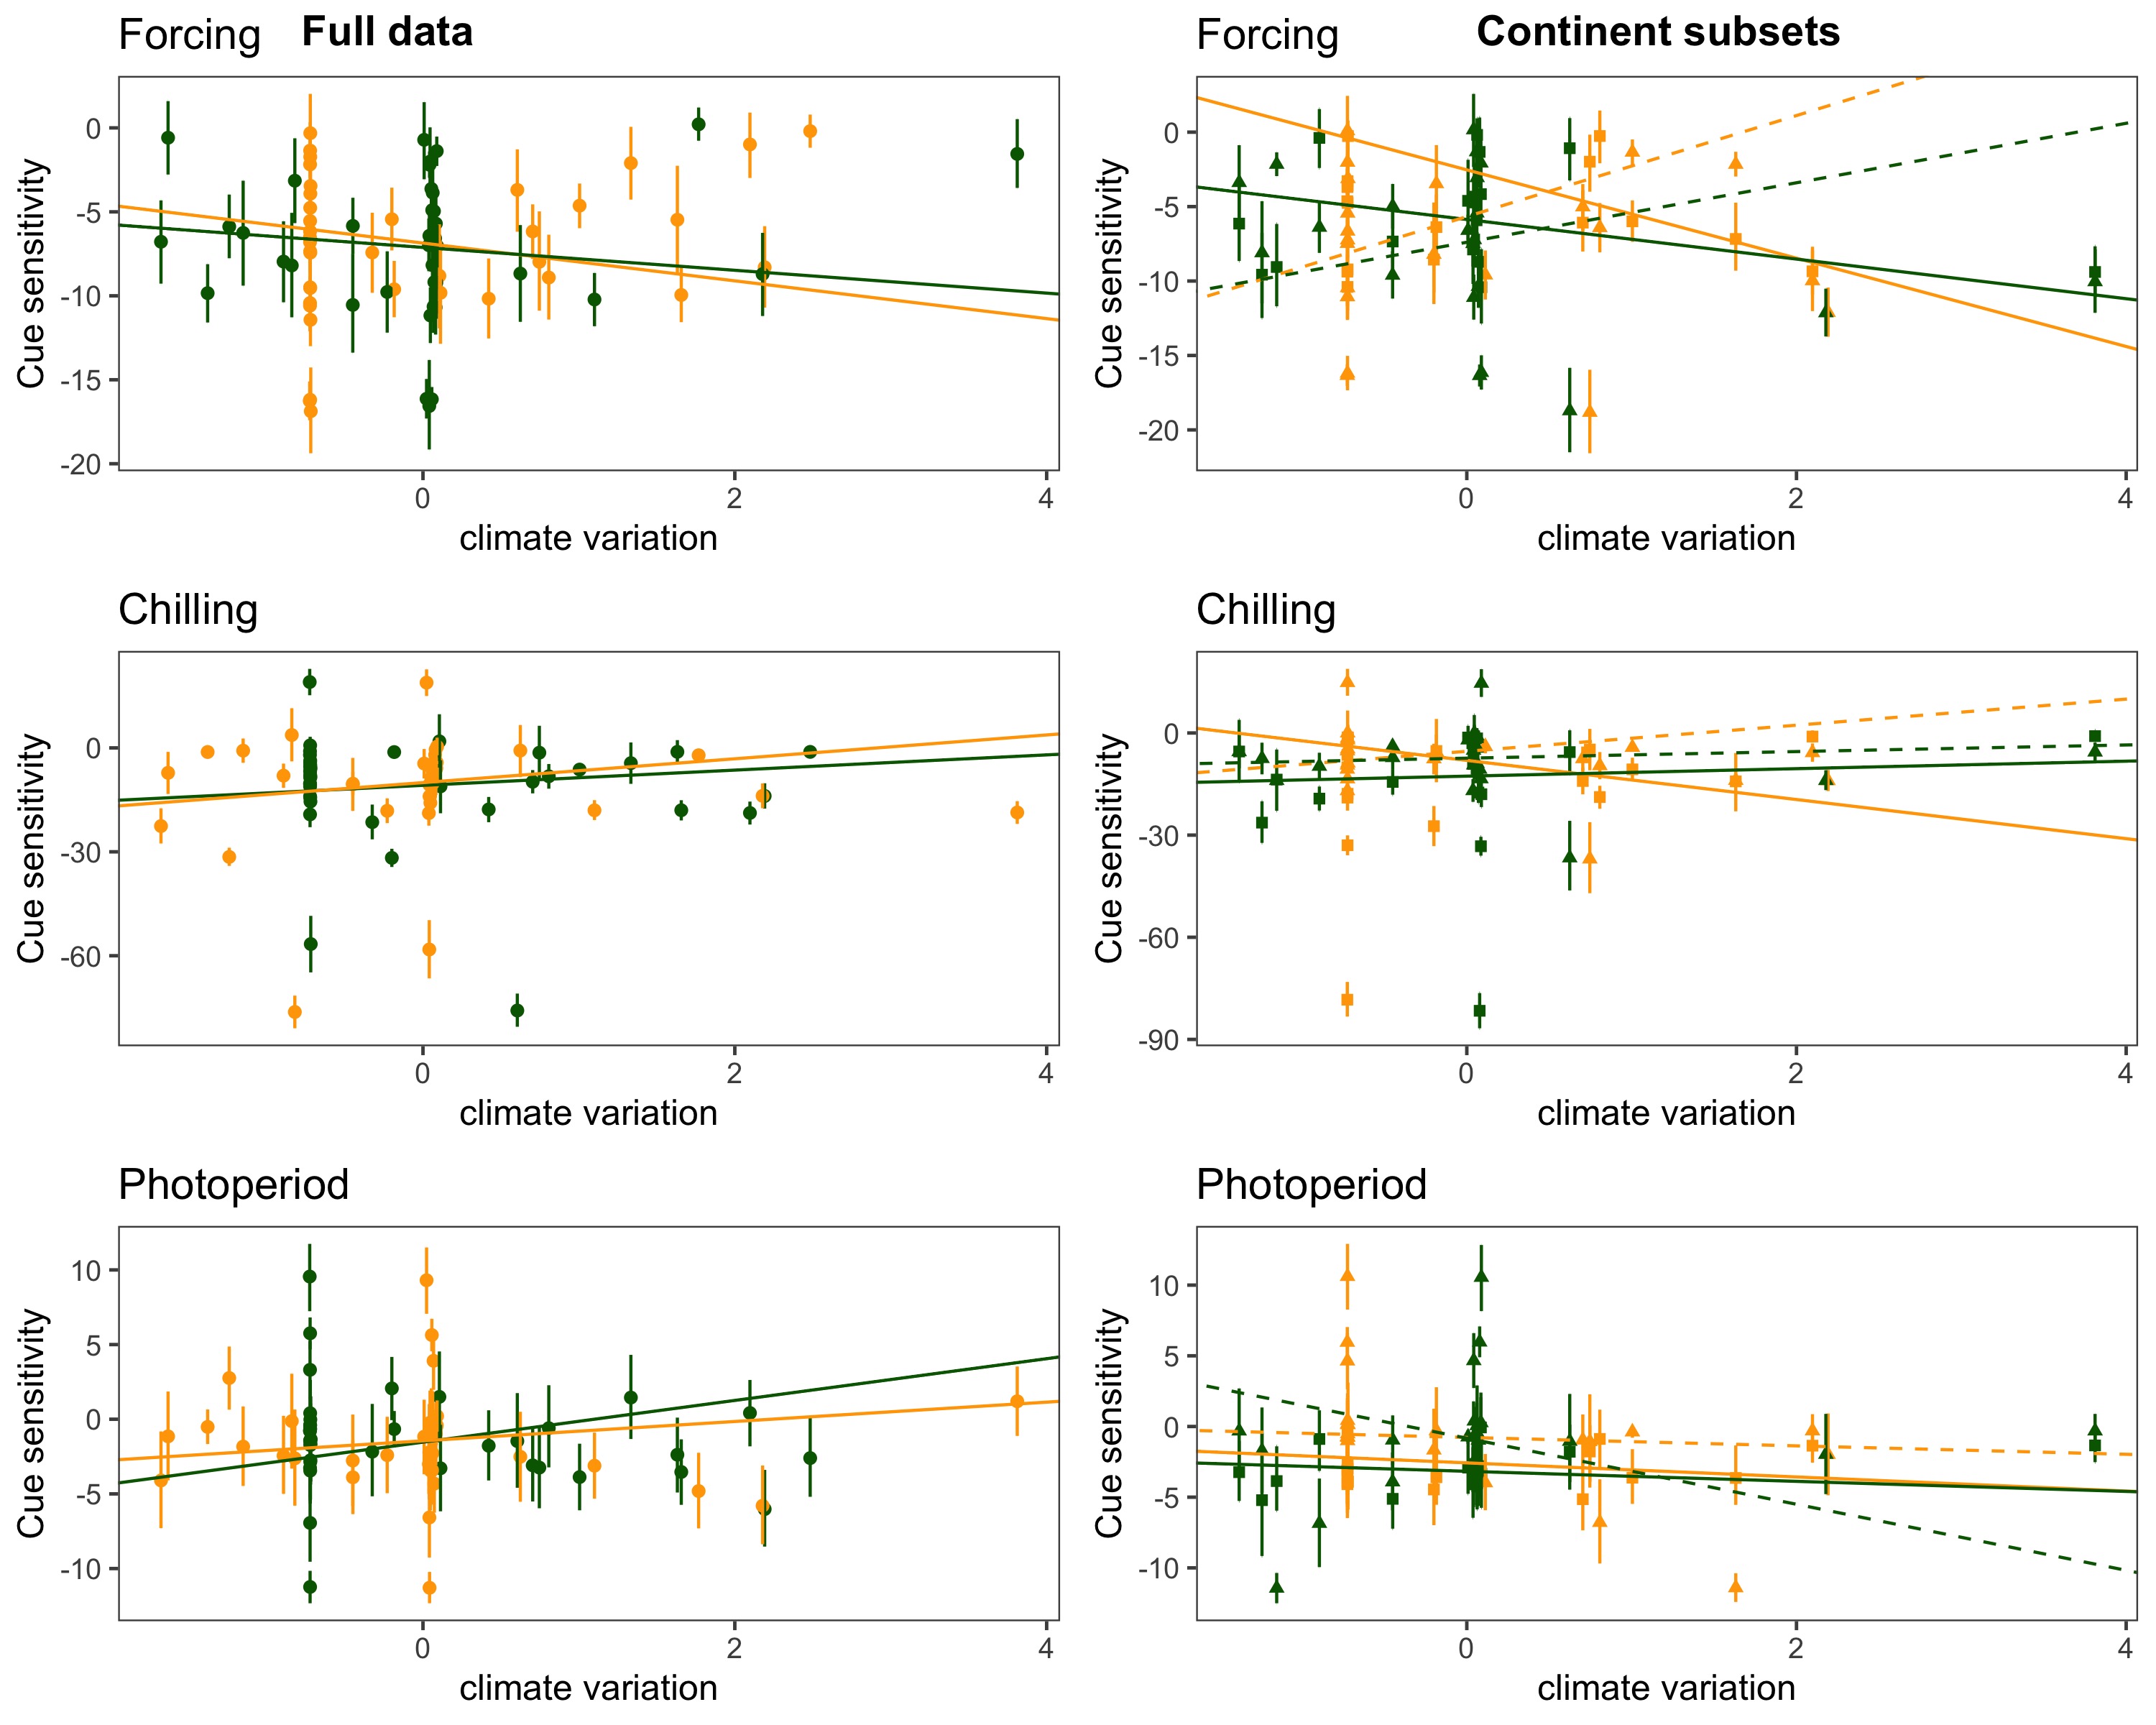 Forcing Full data
Cue sensitivity
0
-5
-10
-15
-20
0 2 4
climate variation
Forcing Continent subsets
Cue sensitivity
0
-5
-10
-15
-20
0 2 4
climate variation
Chilling
Cue sensitivity
0
-30
-60
0 2 4
climate variation
Chilling
Cue sensitivity
0
-30
-60
-90
0 2 4
climate variation
Photoperiod
Cue sensitivity
10
5
0
-5
-10
0 2 4
climate variation
Photoperiod
Cue sensitivity
10
5
0
-5
-10
0 2 4
climate variation